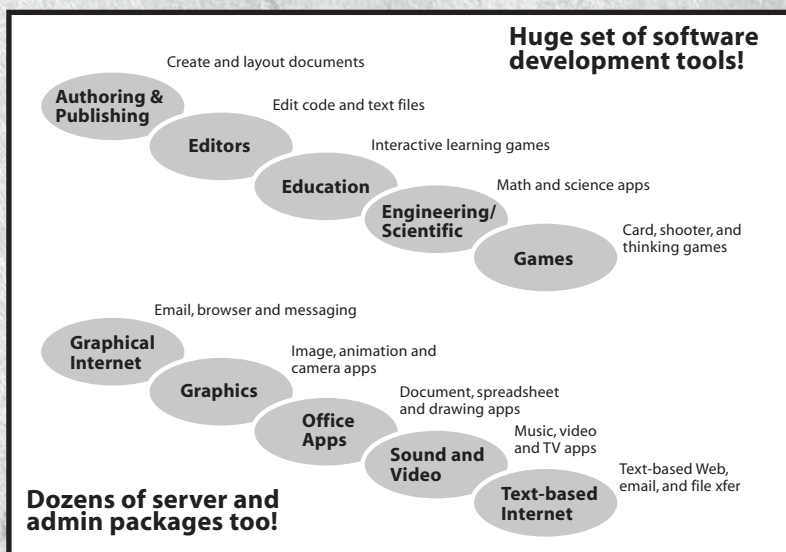 Huge set of software
development tools!
Create and layout documents
Authoring &
Publishing
Edit code and text files
Editors
Interactive learning games
Education
Math and science apps
Engineering/
Scientific
Card, shooter, and
thinking games
Games
Email, browser and messaging
Graphical
Internet
Image, animation and
camera apps
Graphics
Document, spreadsheet
and drawing apps
Office
Apps
Music, video
and TV apps
Sound and
Video
Text-based Web,
email, and file xfer
Text-based
Internet
Dozens of server and
admin packages too!